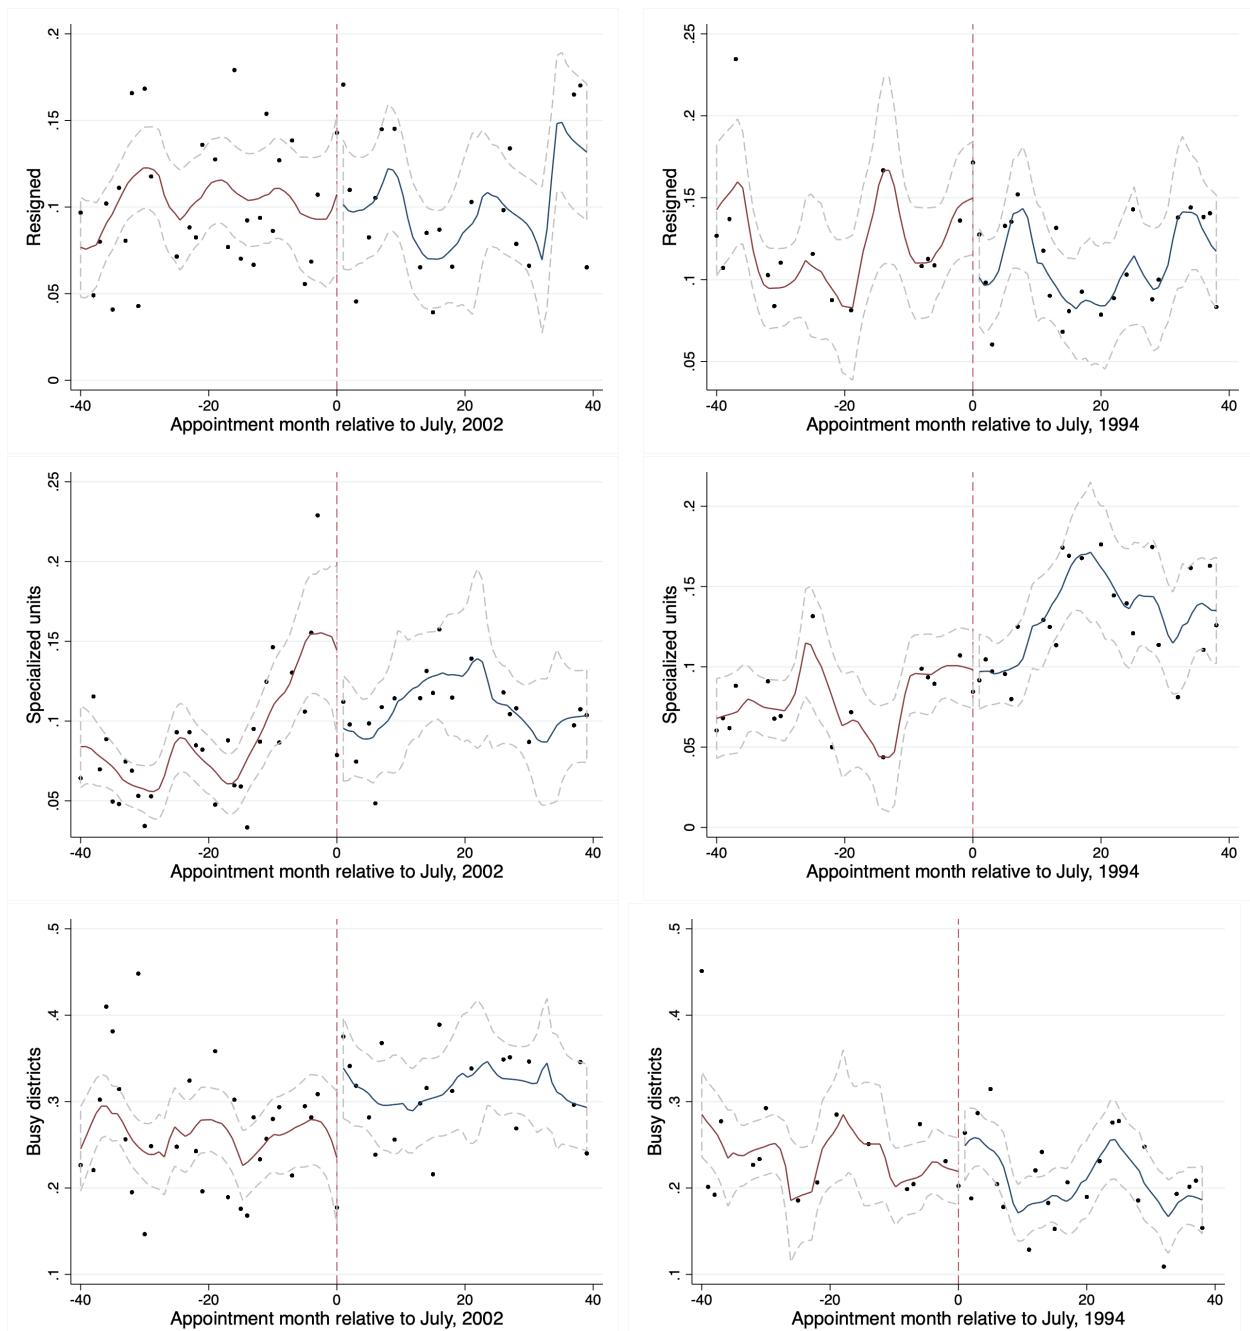 Resigned
.2
.15
.1
.05
0
-40 -20 0 20 40
Appointment month relative to July, 2002
Resigned
.25
.2
.15
.1
.05
-40 -20 0 20 40
Appointment month relative to July, 1994
Specialized units
.25
.2
.15
.1
.05
-40 -20 0 20 40
Appointment month relative to July, 2002
Specialized units
.2
.15
.1
.05
0
-40 -20 0 20 40
Appointment month relative to July, 1994
Busy districts
.5
.4
.3
.2
.1
-40 -20 0 20 40
Appointment month relative to July, 2002
Busy districts
.5
.4
.3
.2
.1
-40 -20 0 20 40
Appointment month relative to July, 1994